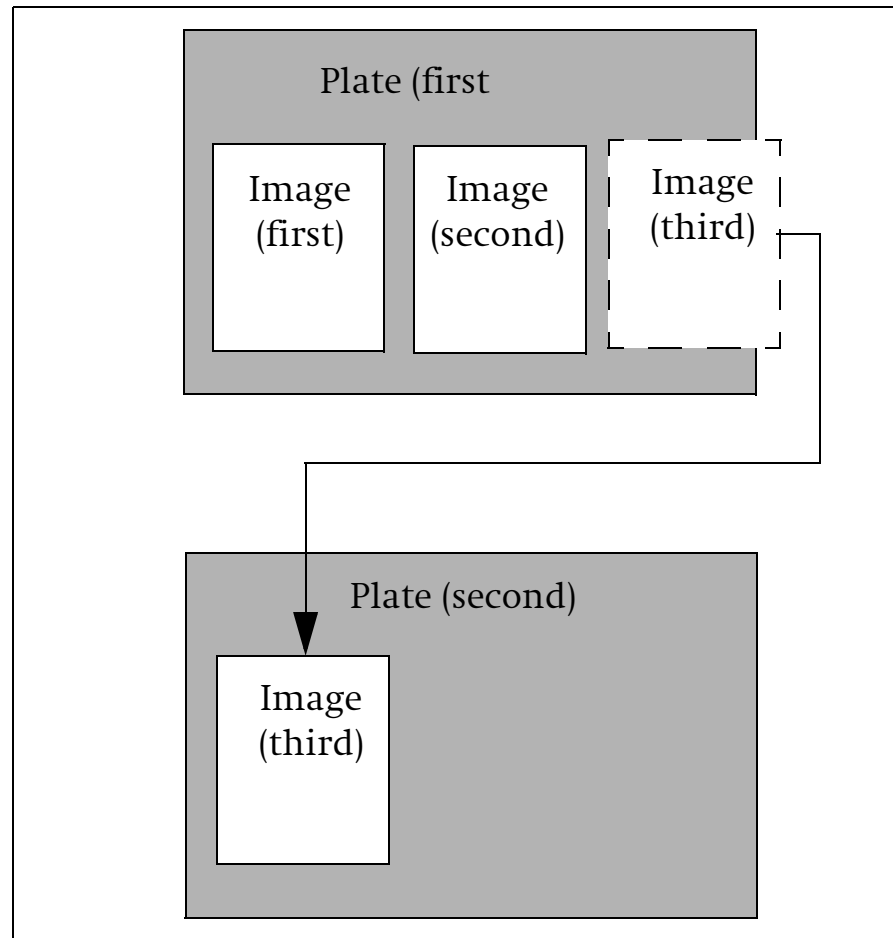 Plate (first
Image
(first)
Image
(second)
Image
(third)
Plate (second)
Image
(third)